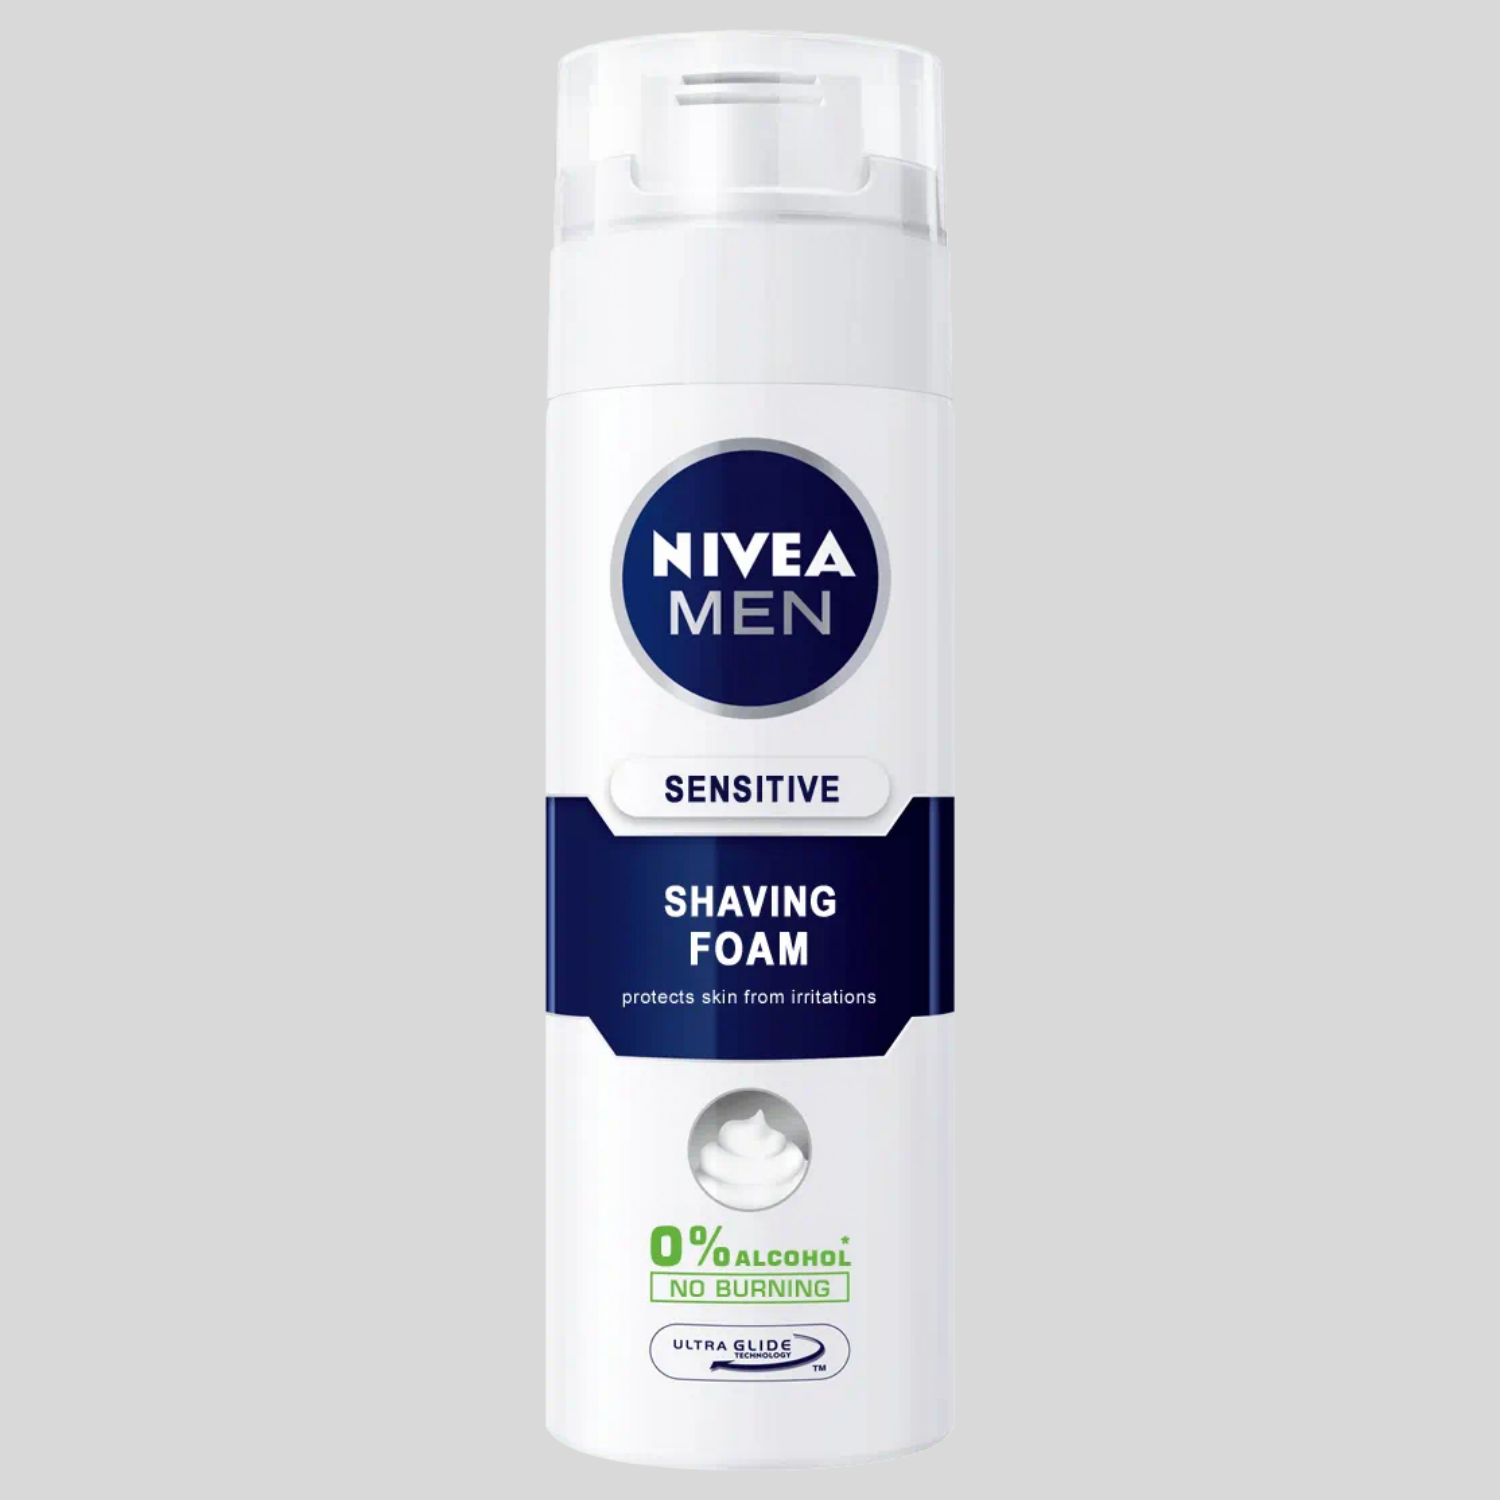 NIVEA
MEN
SENSITIVE
SHAVING
FOAM
protects skin from irritations
0% ALCOHOL*
NO BURNING
ULTRA GLIDE
TECHNOLOGY
TM